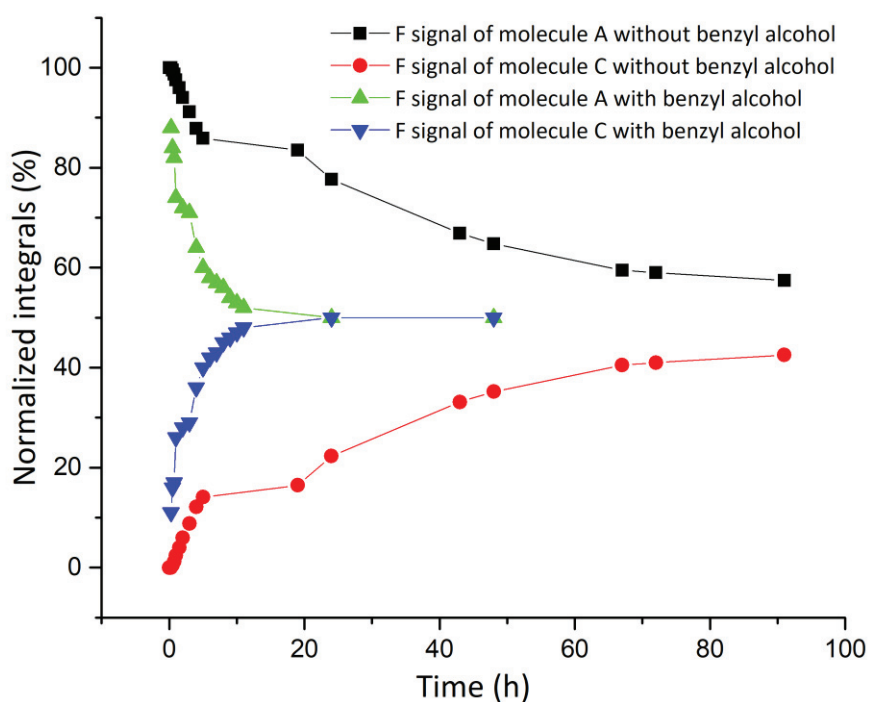 F signal of molecule A without benzyl alcohol
F signal of molecule C without benzyl alcohol
F signal of molecule A with benzyl alcohol
F signal of molecule C with benzyl alcohol
Normalized integrals (%)
100
80
60
40
20
0
0 20 40 60 80 100
Time (h)